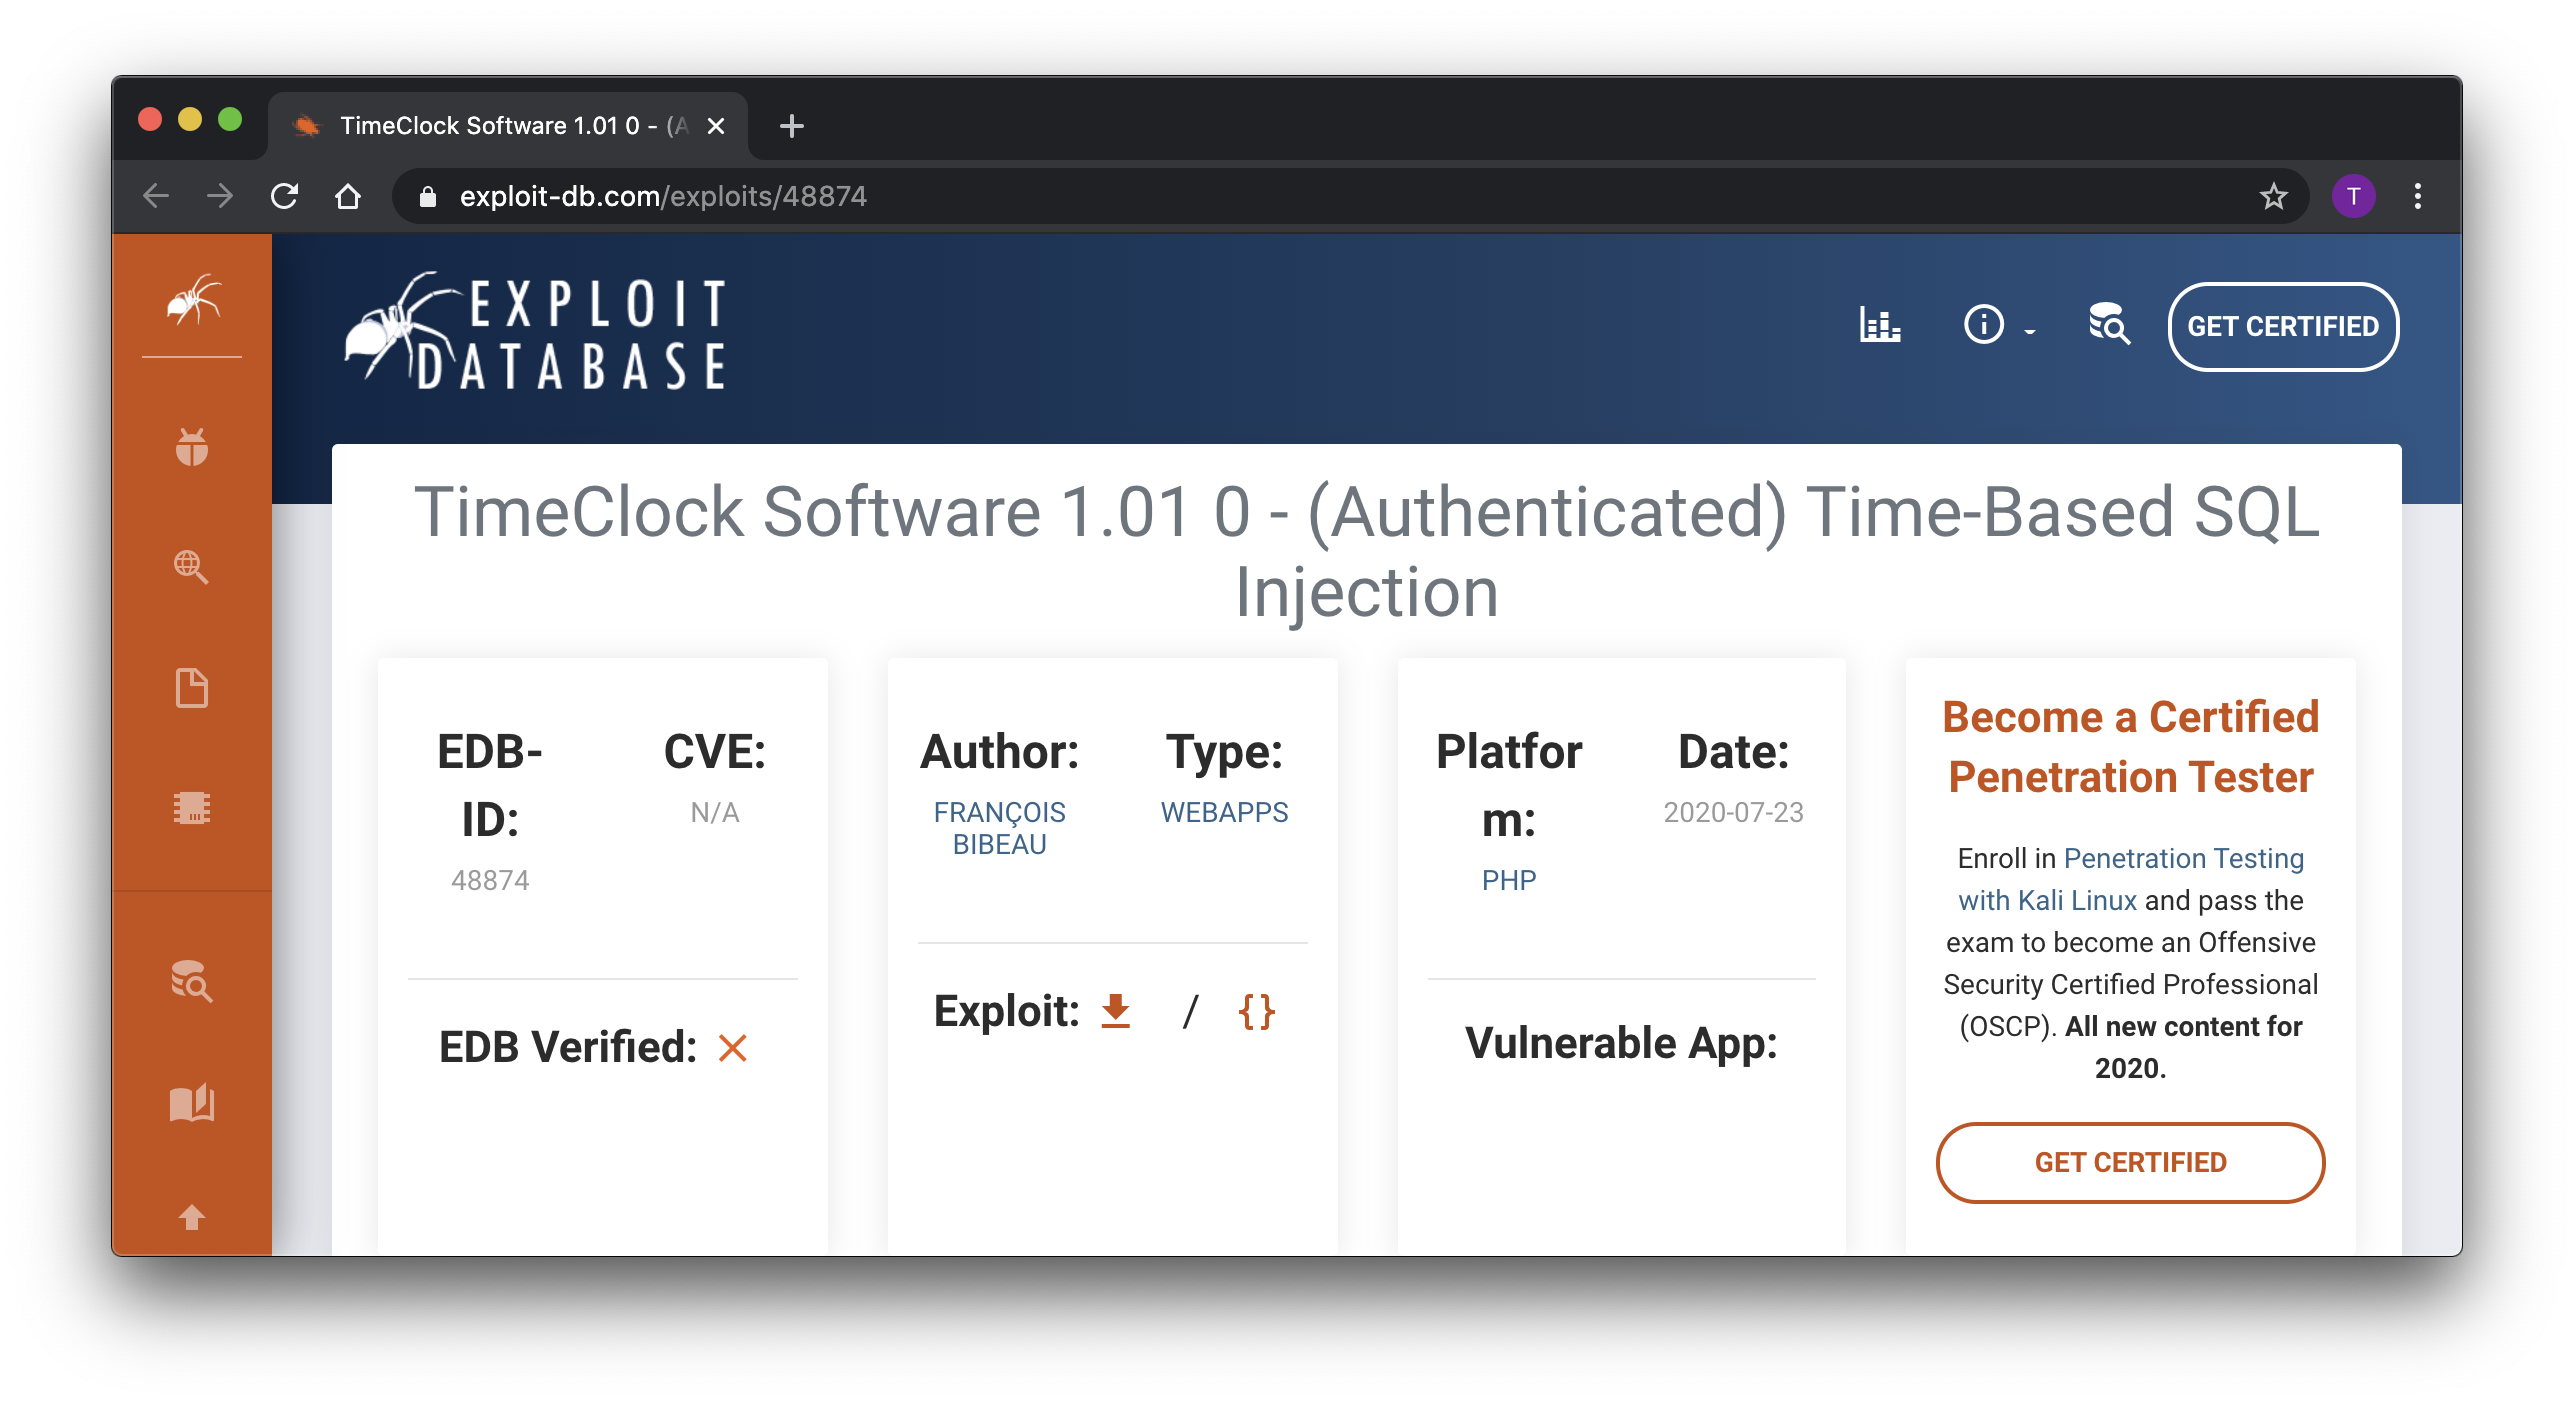 TimeClock Software 1.01 0 - (A
exploit-db.com/exploits/48874
T
EXPLOIT
DATABASE
GET CERTIFIED
TimeClock Software 1.01 0 - (Authenticated) Time-Based SQL
Injection
EDB-
ID:
48874
CVE:
N/A
EDB Verified:
Author:
FRANÇOIS
BIBEAU
Type:
WEBAPPS
Exploit:
/
{}
Platfor
m:
PHP
Date:
2020-07-23
Vulnerable App:
Become a Certified
Penetration Tester
Enroll in Penetration Testing
with Kali Linux and pass the
exam to become an Offensive
Security Certified Professional
(OSCP). All new content for
2020.
GET CERTIFIED